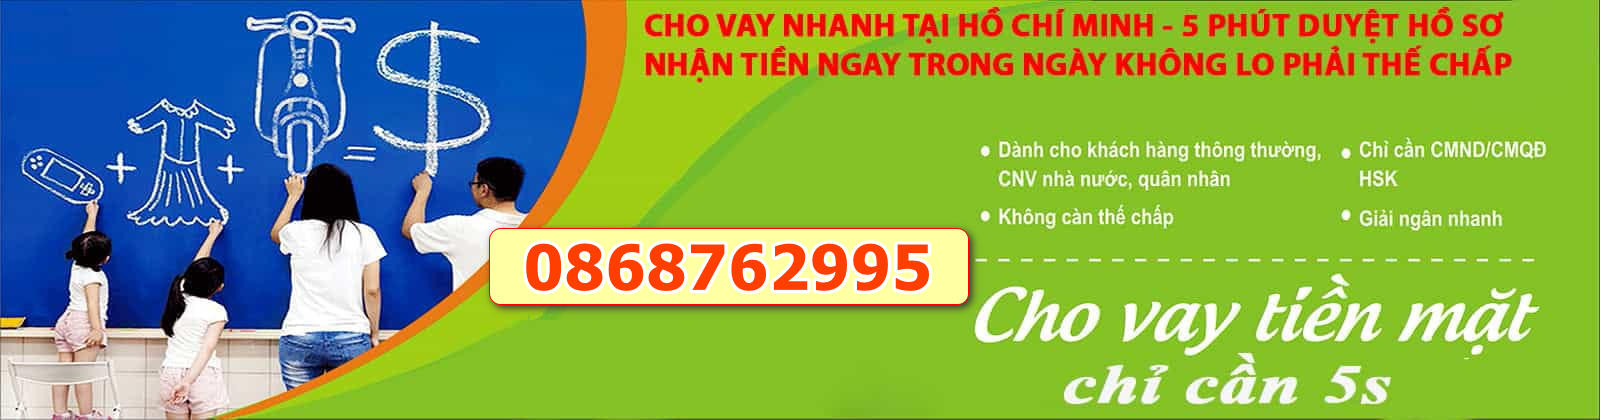 CHO VAY NHANH TẠI HỒ CHÍ MINH - 5 PHÚT DUYỆT HỒ SƠ
NHẬN TIỀN NGAY TRONG NGÀY KHÔNG LO PHẢI THẾ CHẤP
• Dành cho khách hàng thông thường,
CNV nhà nước, quân nhân
• Không càn thế chấp
• Chỉ cần CMND/CMQĐ
HSK
• Giải ngân nhanh
0868762995
Cho vay tiền mặt
chỉ cần 5s
+ + = $